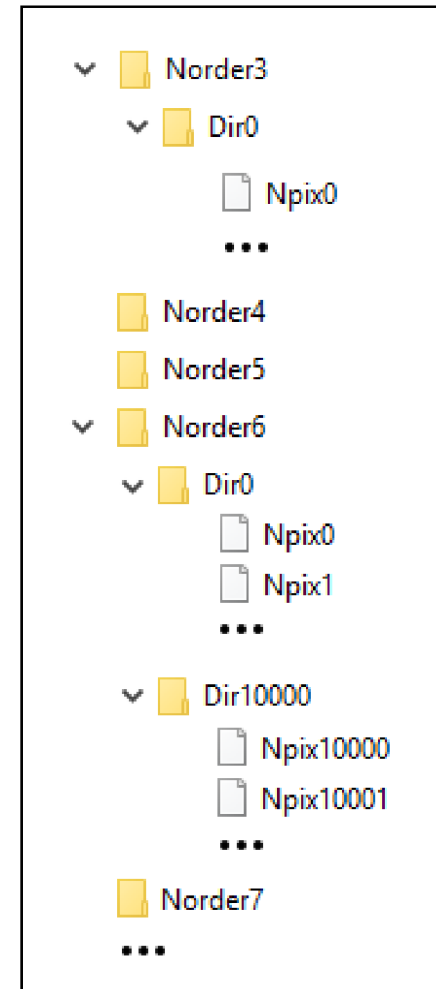 Norder3
Dir0
Npix0
•••
Norder4
Norder5
Norder6
Dir0
Npix0
Npix1
•••
Dir10000
Npix10000
Npix10001
•••
Norder7
•••